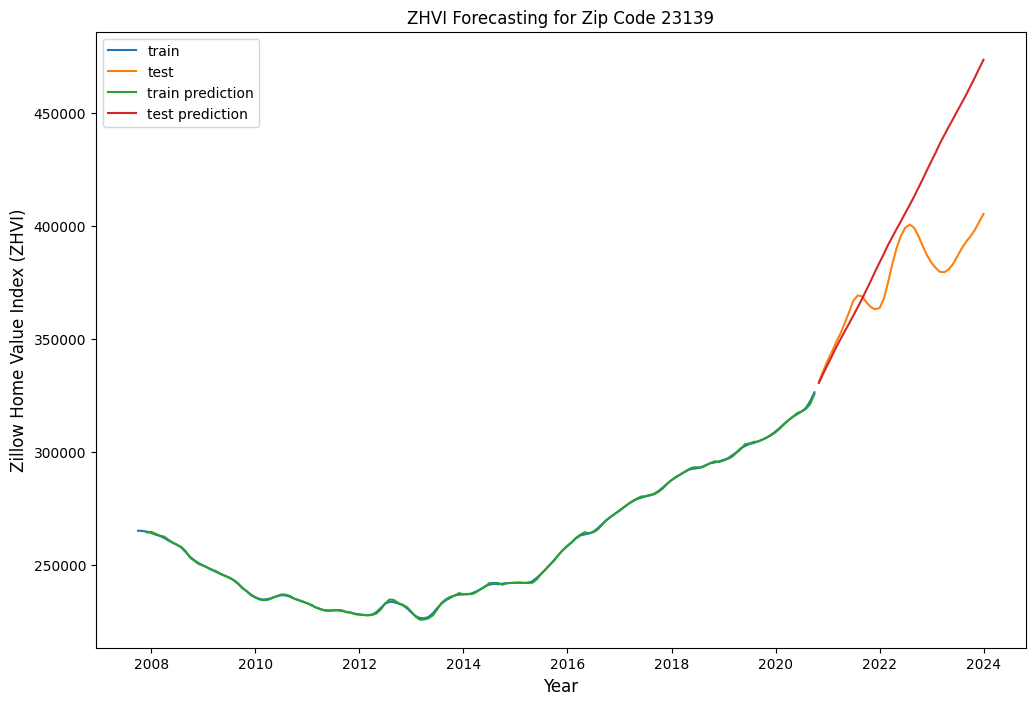 ZHVI Forecasting for Zip Code 23139
train
test
train prediction
test prediction
450000
400000
350000
300000
250000
Zillow Home Value Index (ZHVI)
2008 2010 2012 2014 2016 2018 2020 2022 2024
Year